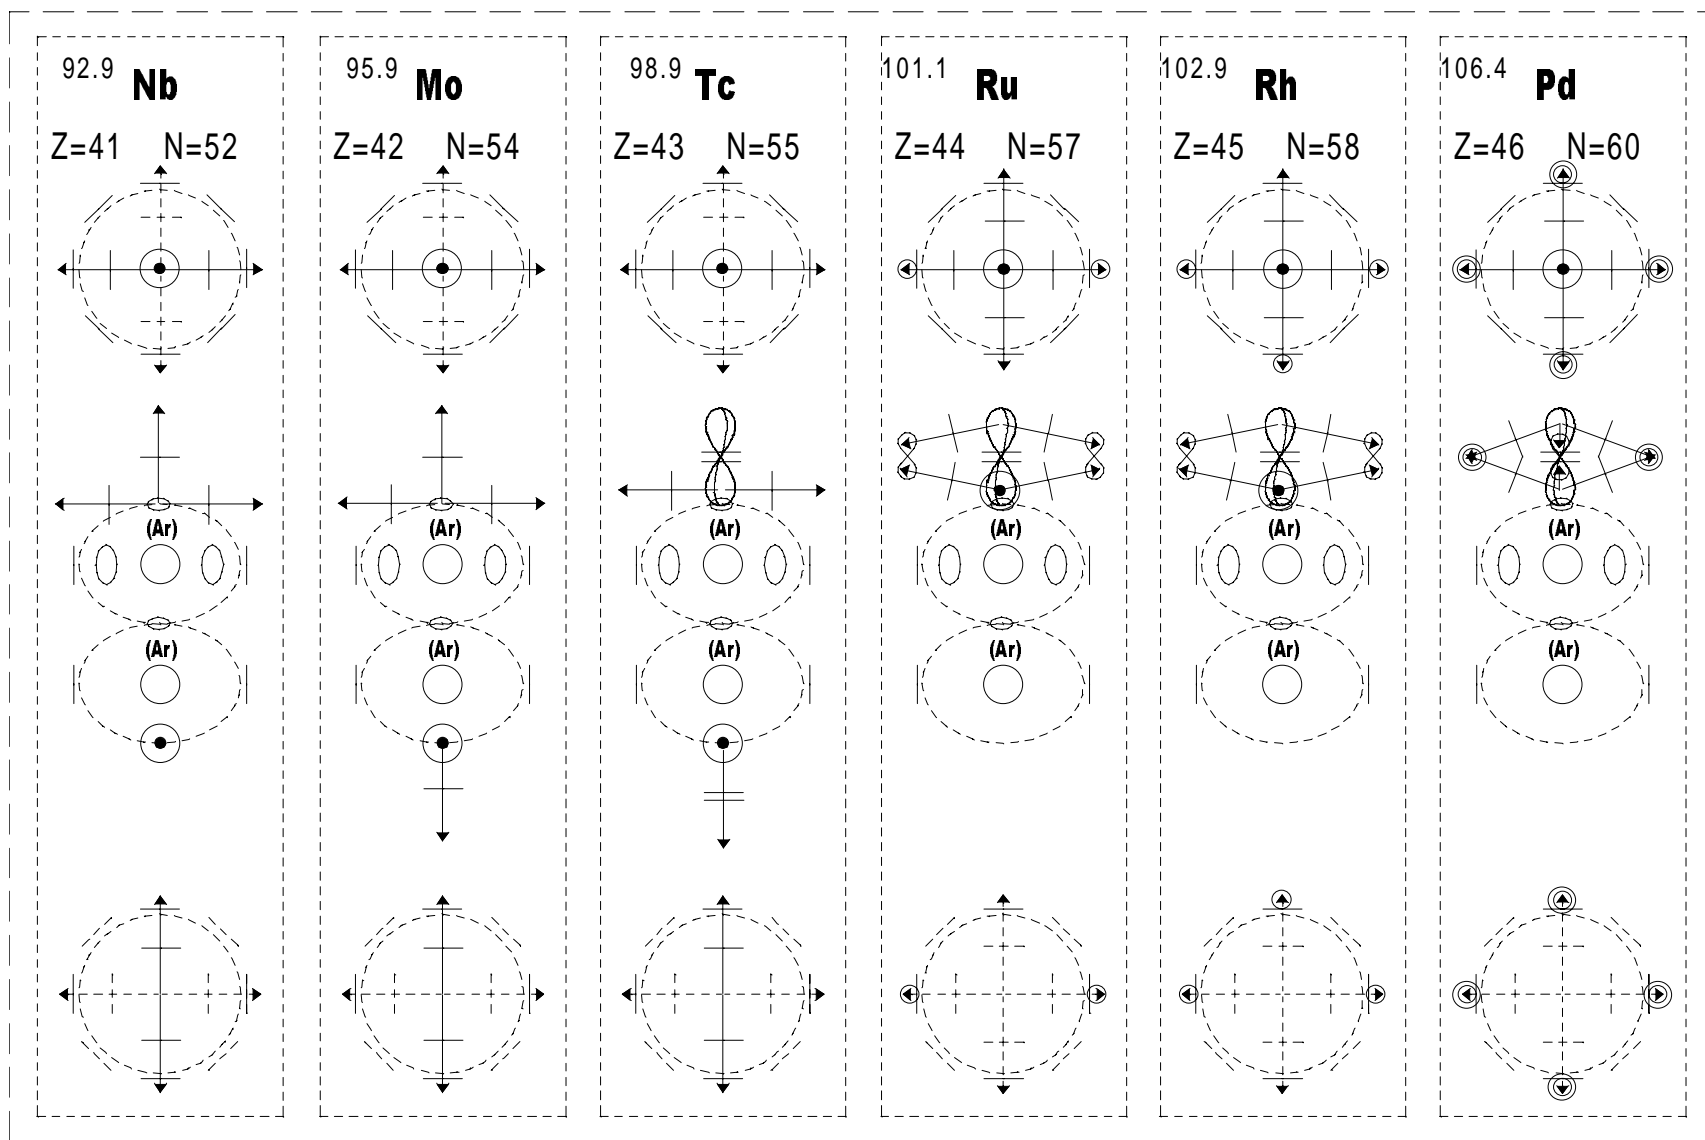 92.9 Nb
Z=41 N=52
(Ar)
(Ar)
95.9 Mo
Z=42 N=54
(Ar)
(Ar)
98.9 Tc
Z=43 N=55
(Ar)
(Ar)
101.1 Ru
Z=44 N=57
(Ar)
(Ar)
102.9 Rh
Z=45 N=58
(Ar)
(Ar)
106.4 Pd
Z=46 N=60
(Ar)
(Ar)